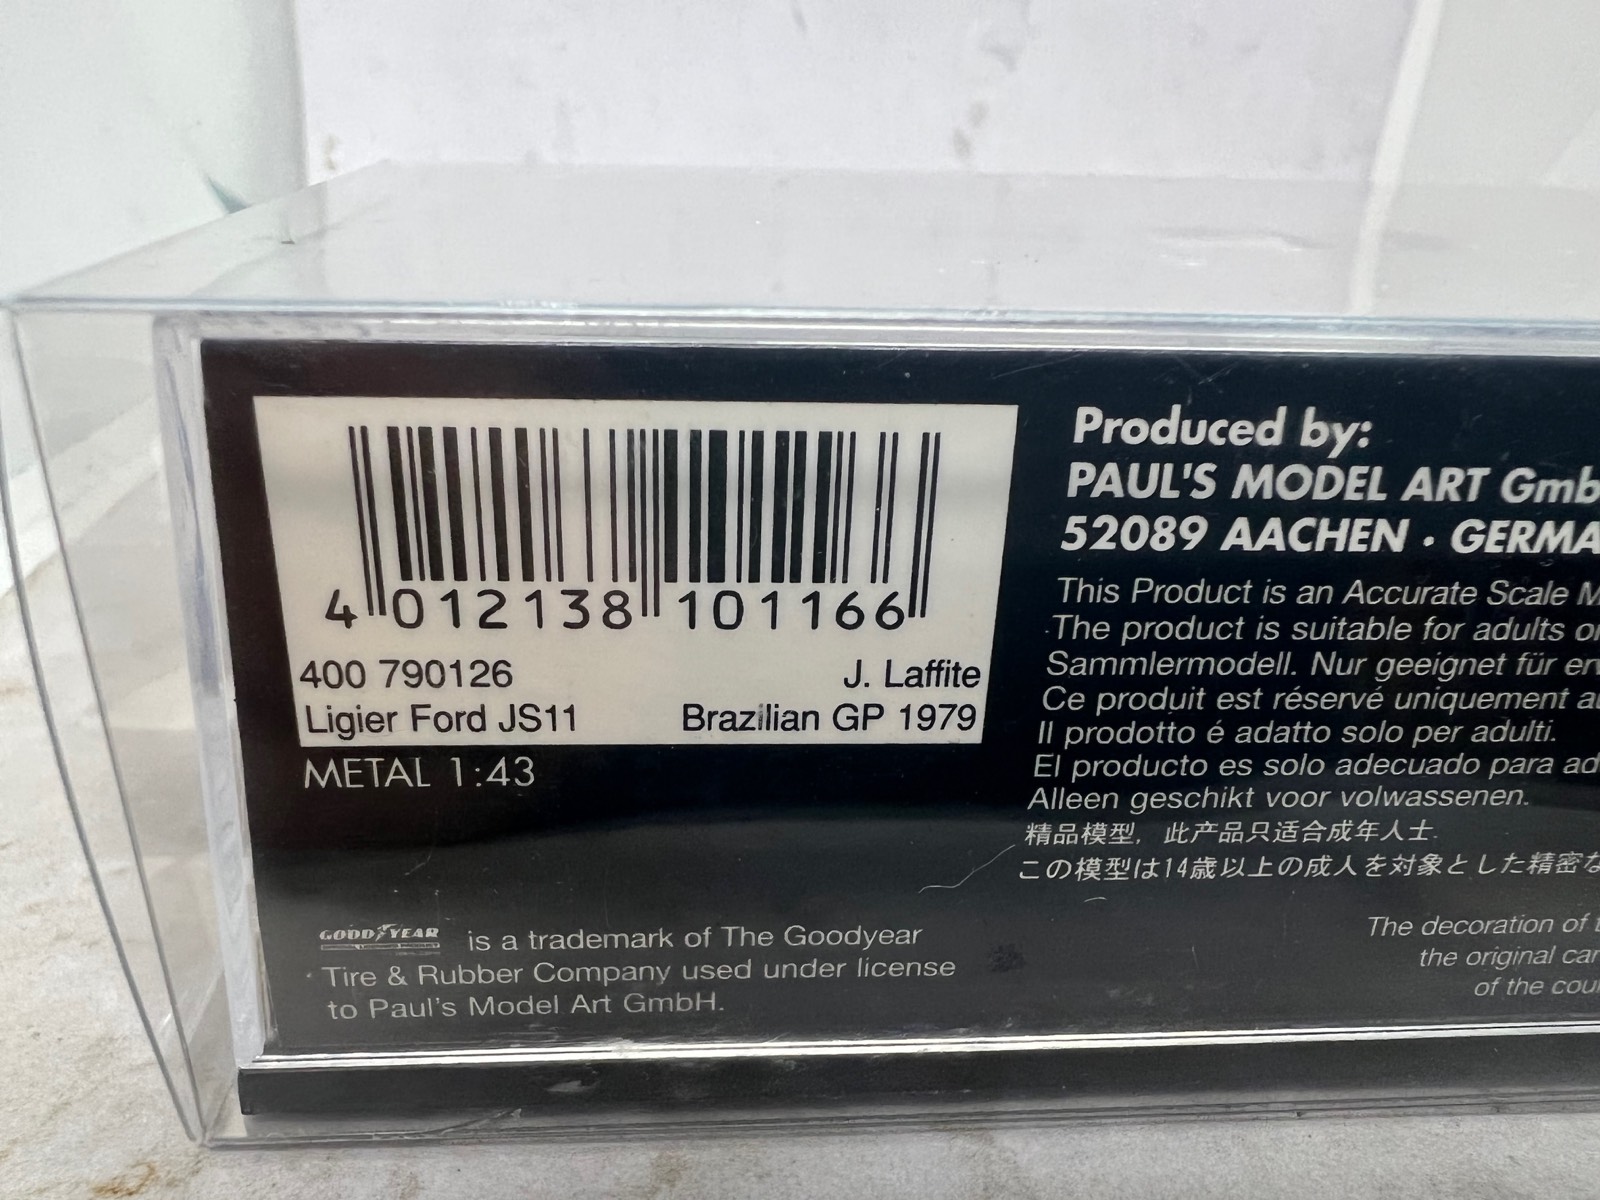 4 012138 101166
400 790126 J. Laffite
Ligier Ford JS11 Brazilian GP 1979
METAL 1:43
GOODYEAR is a trademark of The Goodyear
Tire & Rubber Company used under license
to Paul's Model Art GmbH.
Produced by:
PAUL'S MODEL ART Gmb
52089 AACHEN · GERMA
This Product is an Accurate Scale M
The product is suitable for adults o
Sammlermodell. Nur geeignet für er
Ce produit est réservé uniquement a
Il prodotto é adatto solo per adulti.
El producto es solo adecuado para ad
Alleen geschikt voor volwassenen.
精品模型，此产品只适合成年人士.
この模型は14歳以上の成人を対象とした精密な
The decoration of t
the original car
of the cou